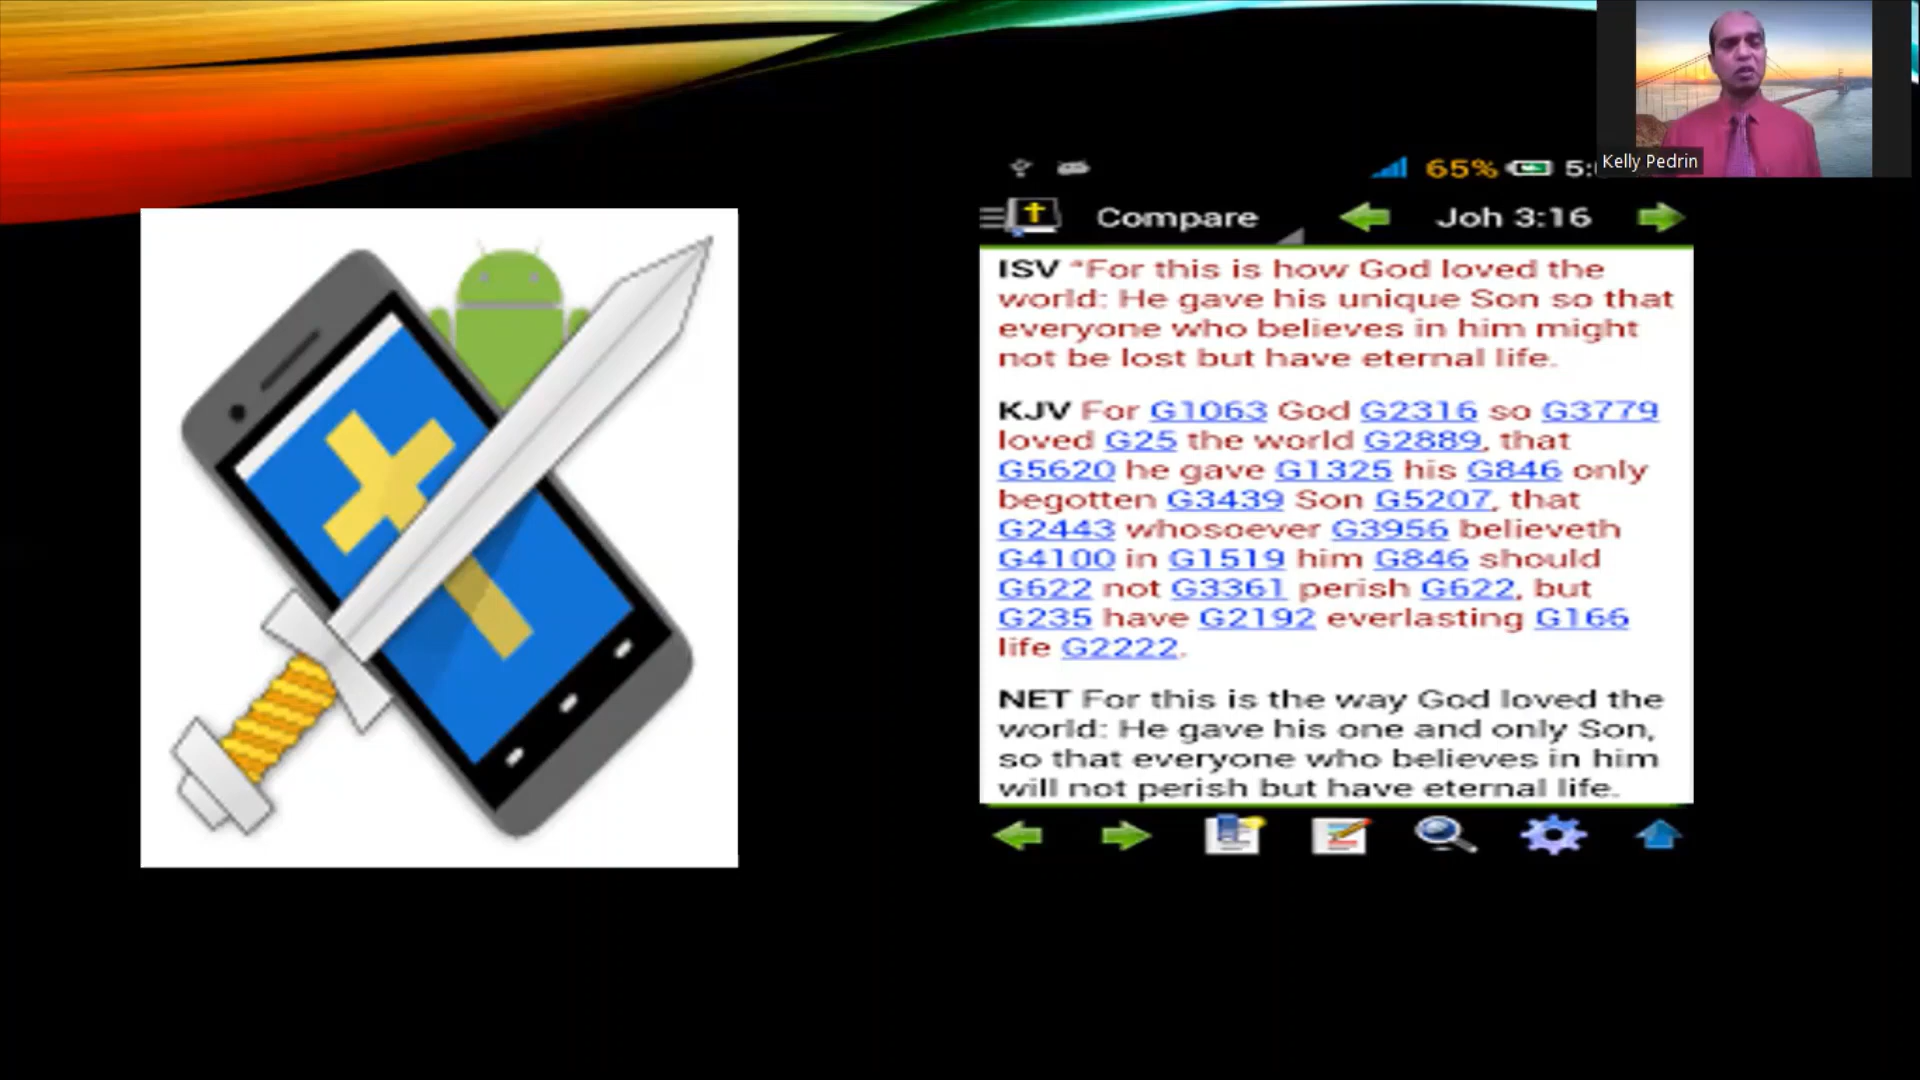 65% 5:
Kelly Pedrin
Compare Joh 3:16
ISV *For this is how God loved the
world: He gave his unique Son so that
everyone who believes in him might
not be lost but have eternal life.
KJV For G1063 God G2316 so G3779
loved G25 the world G2889, that
G5620 he gave G1325 his G846 only
begotten G3439 Son G5207, that
G2443 whosoever G3956 believeth
G4100 in G1519 him G846 should
G622 not G3361 perish G622, but
G235 have G2192 everlasting G166
life G2222.
NET For this is the way God loved the
world: He gave his one and only Son,
so that everyone who believes in him
will not perish but have eternal life.